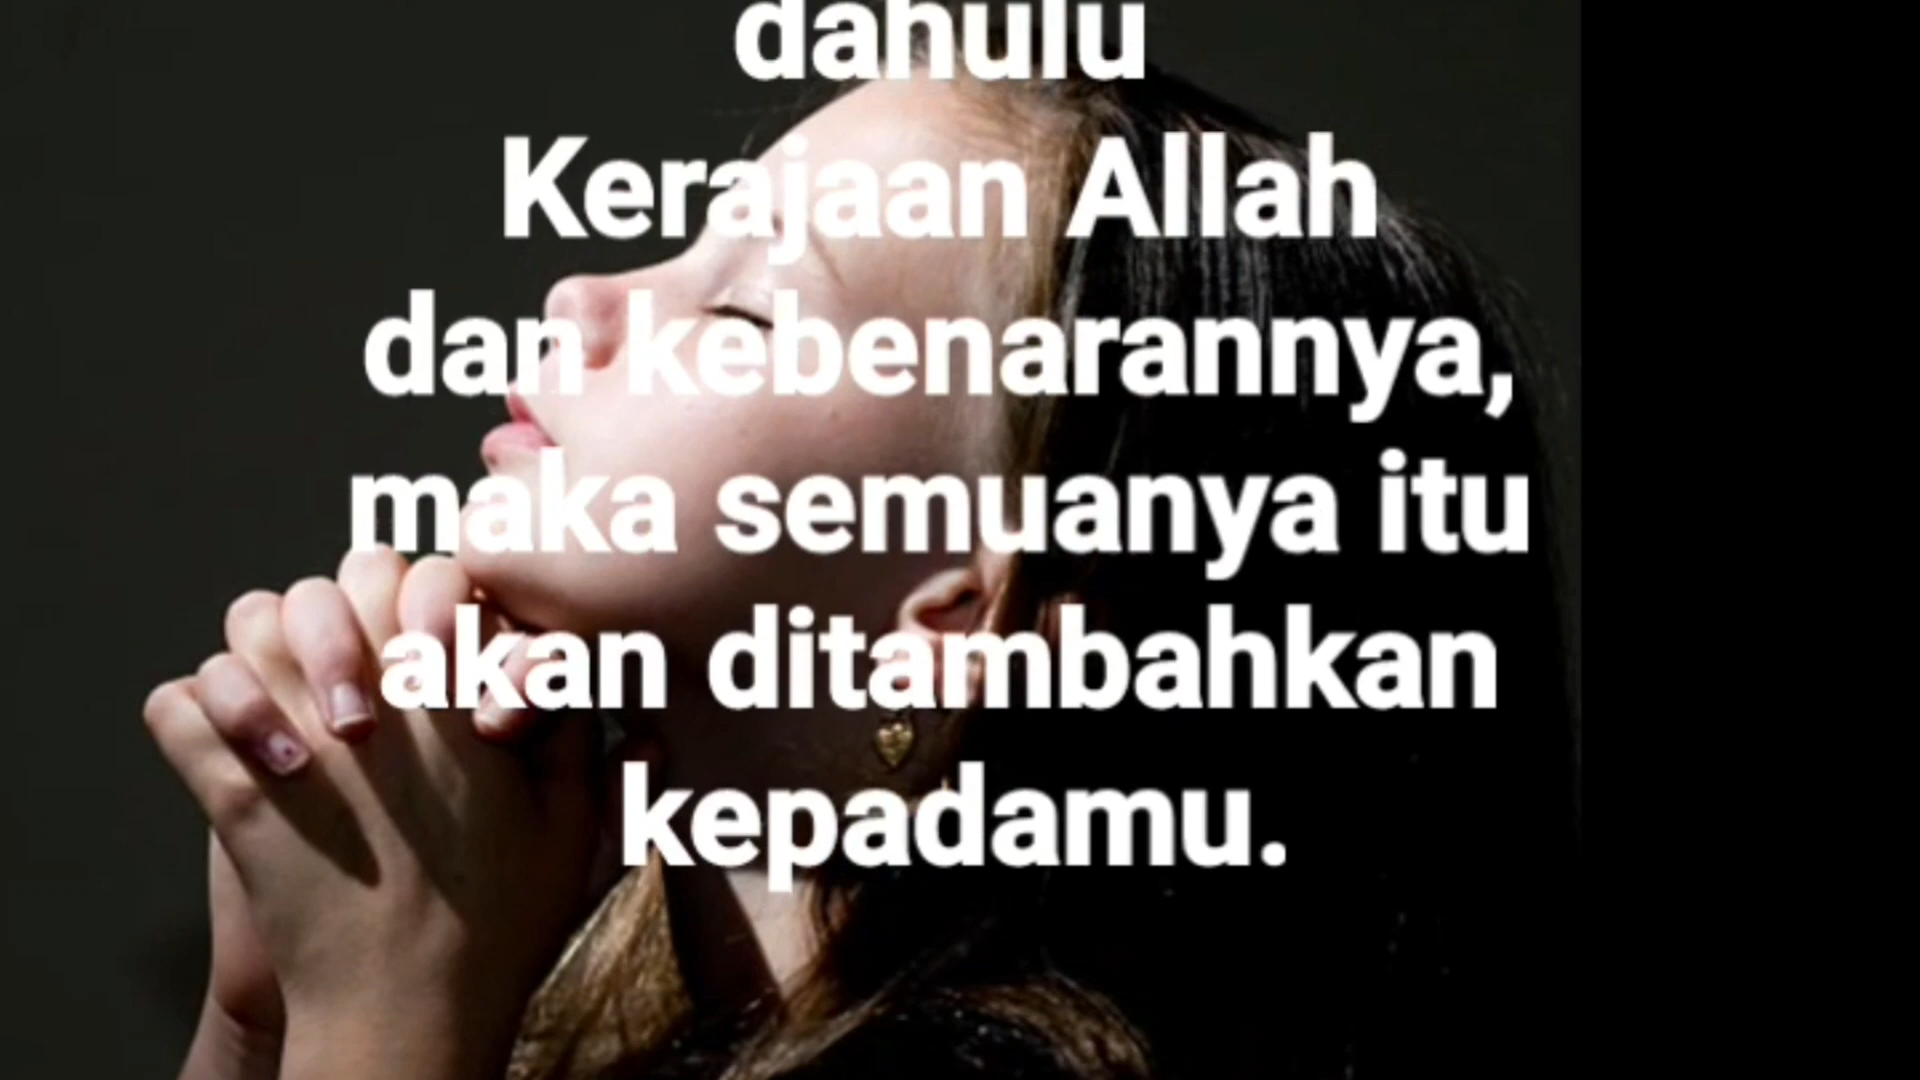 dahulu
Kerajaan Allah
dan kebenarannya,
maka semuanya itu
akan ditambahkan
kepadamu.